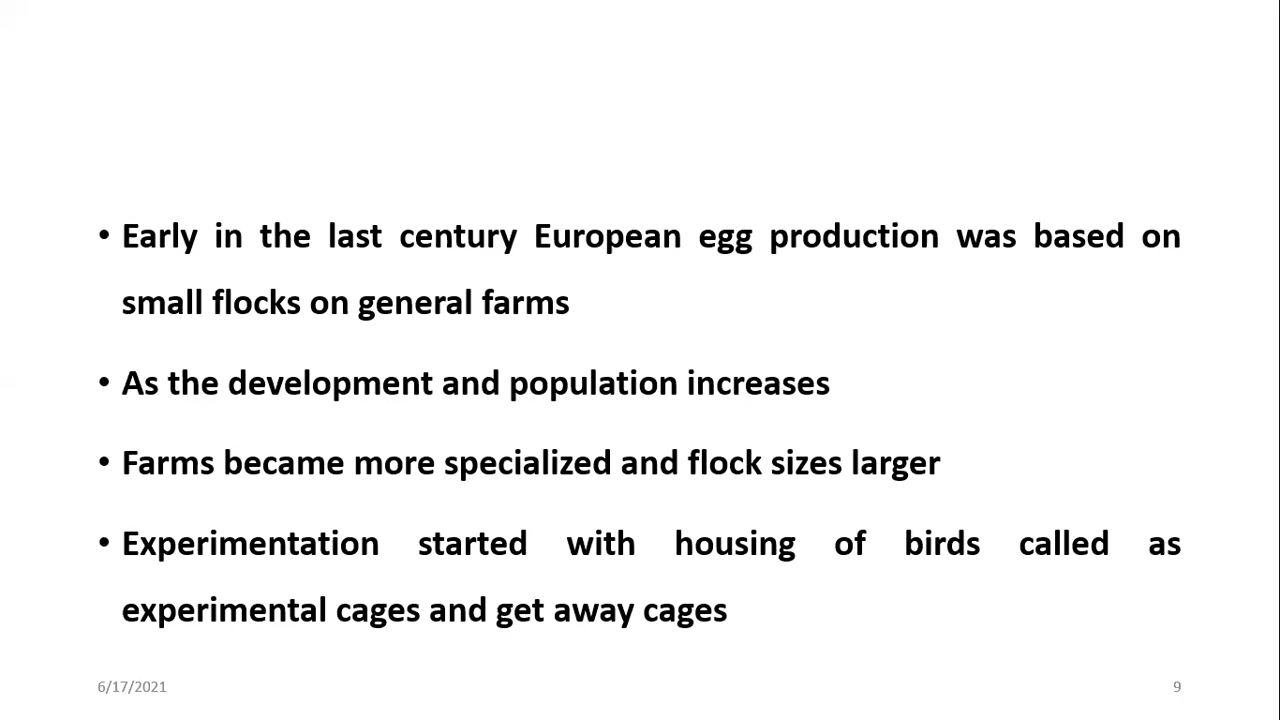 • Early in the last century European egg production was based on
small flocks on general farms
• As the development and population increases
• Farms became more specialized and flock sizes larger
• Experimentation started with housing of birds called as
experimental cages and get away cages
6/17/2021
9